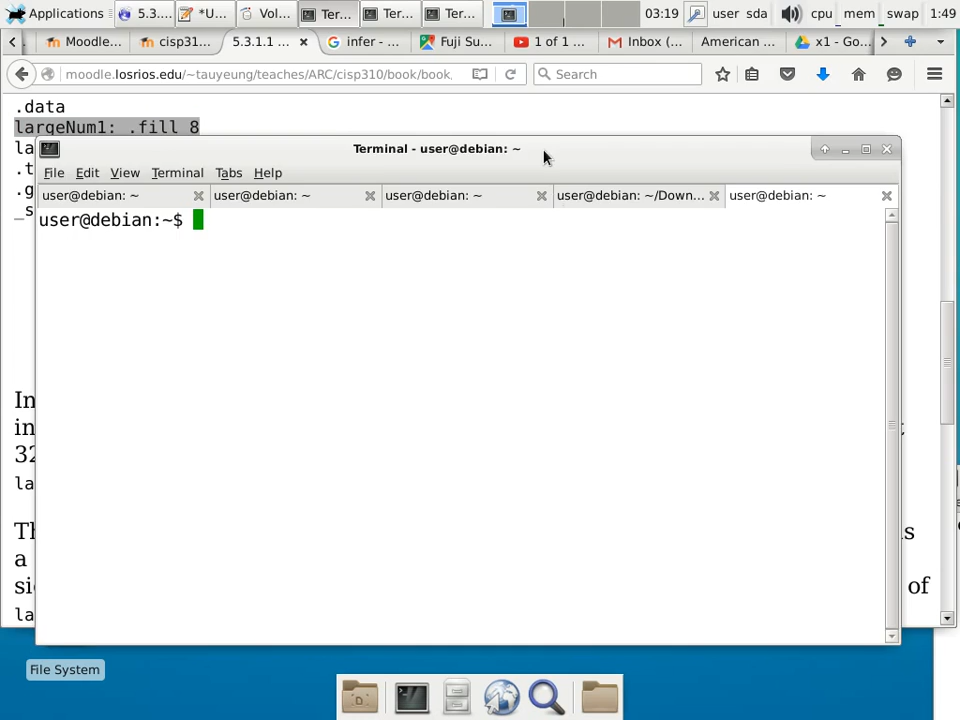 Applications
5.3....
*U...
Vol...
Ter...
Ter...
Ter...
03:19
user sda
cpu
mem
swap
1:49
Moodle...
cisp31...
5.3.1.1 ...
infer - ...
Fuji Su...
1 of 1 ...
Inbox (...
American ...
x1 - Go...
moodle.losrios.edu/~tauyeung/teaches/ARC/cisp310/book/book.
Search
.data
largeNum1: .fill 8
la
.t
.g
_s
Terminal - user@debian: ~
File Edit View Terminal Tabs Help
user@debian: ~
user@debian: ~
user@debian: ~
user@debian: ~/Down...
user@debian: ~
user@debian:~$
In
in
32
la
Th
is
a
sig
of
la
File System